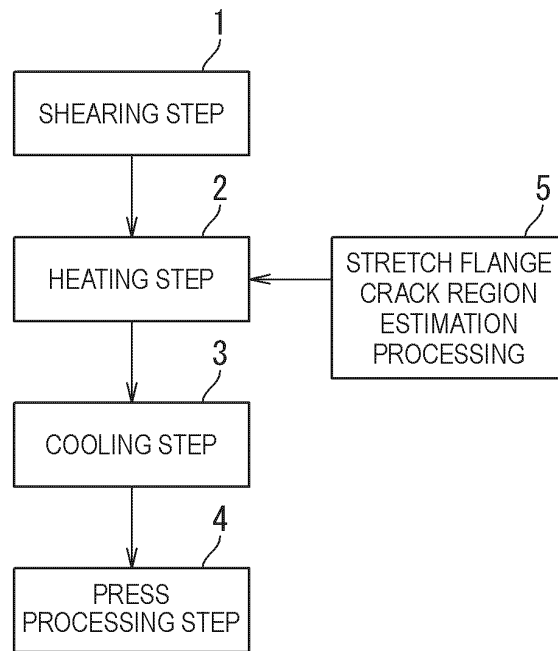 1
SHEARING STEP
2
HEATING STEP
5
STRETCH FLANGE
CRACK REGION
ESTIMATION
PROCESSING
3
COOLING STEP
4
PRESS
PROCESSING STEP